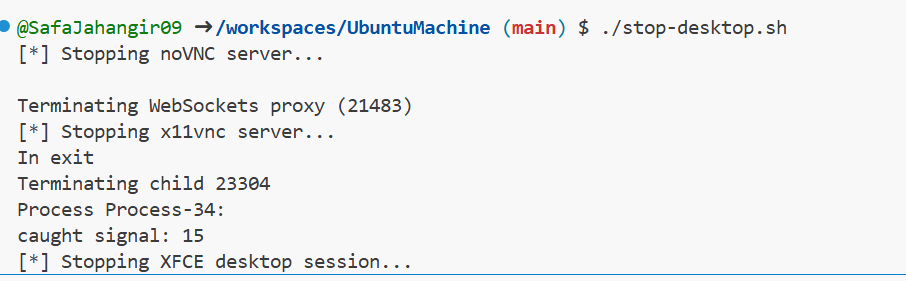 @SafaJahangir09 ➜/workspaces/UbuntuMachine (main) $ ./stop-desktop.sh
[*] Stopping noVNC server...
Terminating WebSockets proxy (21483)
[*] Stopping x11vnc server...
In exit
Terminating child 23304
Process Process-34:
caught signal: 15
[*] Stopping XFCE desktop session...